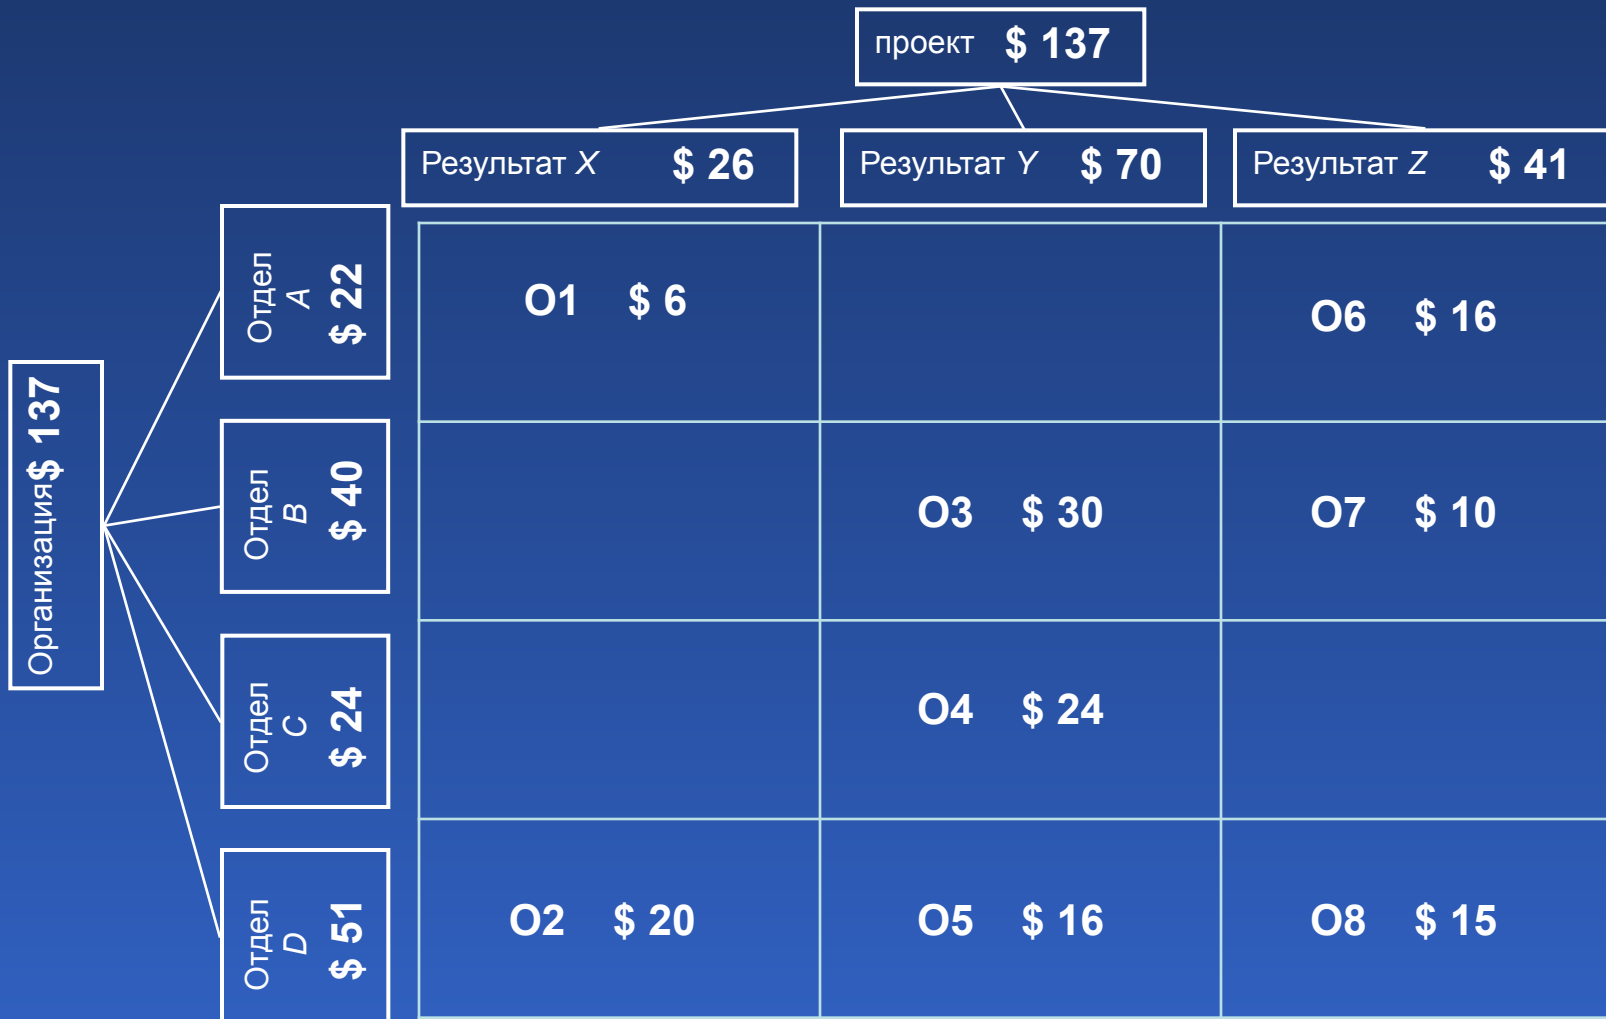 проект $ 137
Результат X $ 26
Результат Y $ 70
Результат Z $ 41
Организация $ 137
Отдел
A
$ 22
O1 $ 6
O6 $ 16
Отдел
B
$ 40
O3 $ 30
O7 $ 10
Отдел
C
$ 24
O4 $ 24
Отдел
D
$ 51
O2 $ 20
O5 $ 16
O8 $ 15